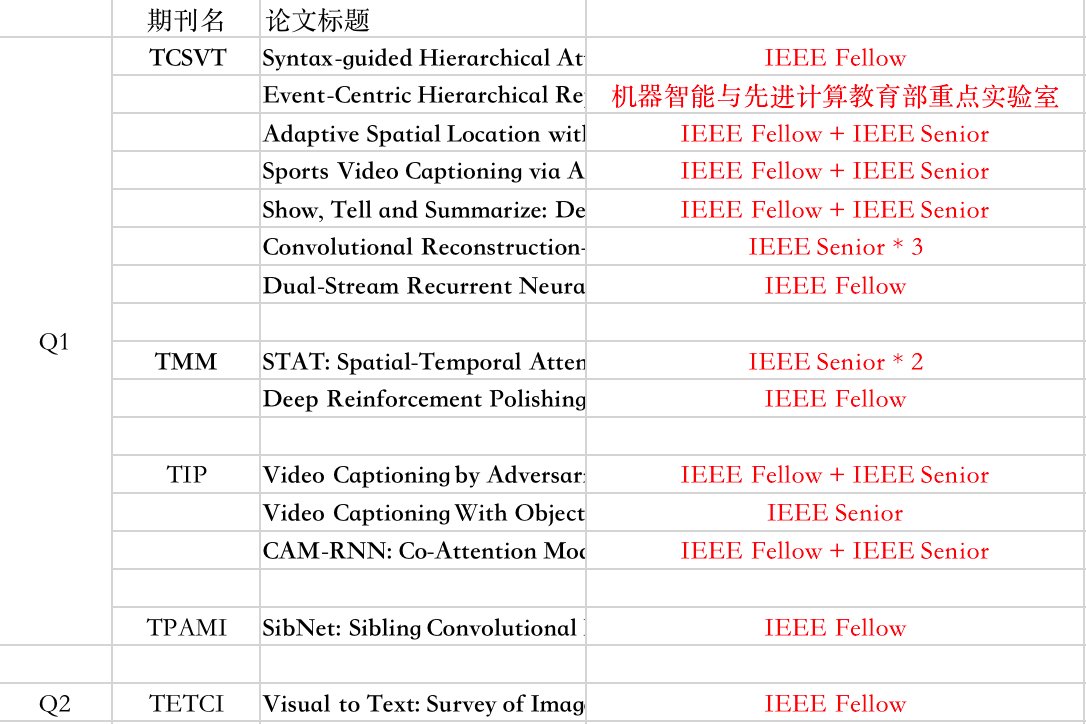 期刊名 论文标题
TCSVT Syntax-guided Hierarchical At IEEE Fellow
Event-Centric Hierarchical Re 机器智能与先进计算教育部重点实验室
Adaptive Spatial Location wit IEEE Fellow + IEEE Senior
Sports Video Captioning via A IEEE Fellow + IEEE Senior
Show, Tell and Summarize: De IEEE Fellow + IEEE Senior
Convolutional Reconstruction- IEEE Senior * 3
Dual-Stream Recurrent Neura IEEE Fellow
Q1
TMM STAT: Spatial-Temporal Atten IEEE Senior * 2
Deep Reinforcement Polishing IEEE Fellow
TIP Video Captioning by Adversar IEEE Fellow + IEEE Senior
Video Captioning With Object IEEE Senior
CAM-RNN: Co-Attention Mod IEEE Fellow + IEEE Senior
TPAMI SibNet: Sibling Convolutional IEEE Fellow
Q2 TETCI Visual to Text: Survey of Imag IEEE Fellow